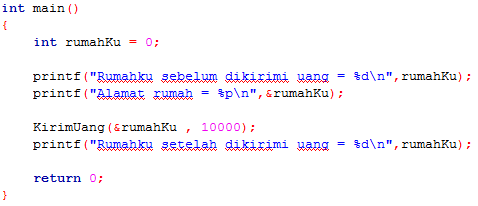 int main()
{
int rumahKu = 0;
printf("Rumahku sebelum dikirimi uang = %d\n",rumahKu);
printf("Alamat rumah = %p\n",&rumahKu);
KirimUang(&rumahKu , 10000);
printf("Rumahku setelah dikirimi uang = %d\n",rumahKu);
return 0;
}